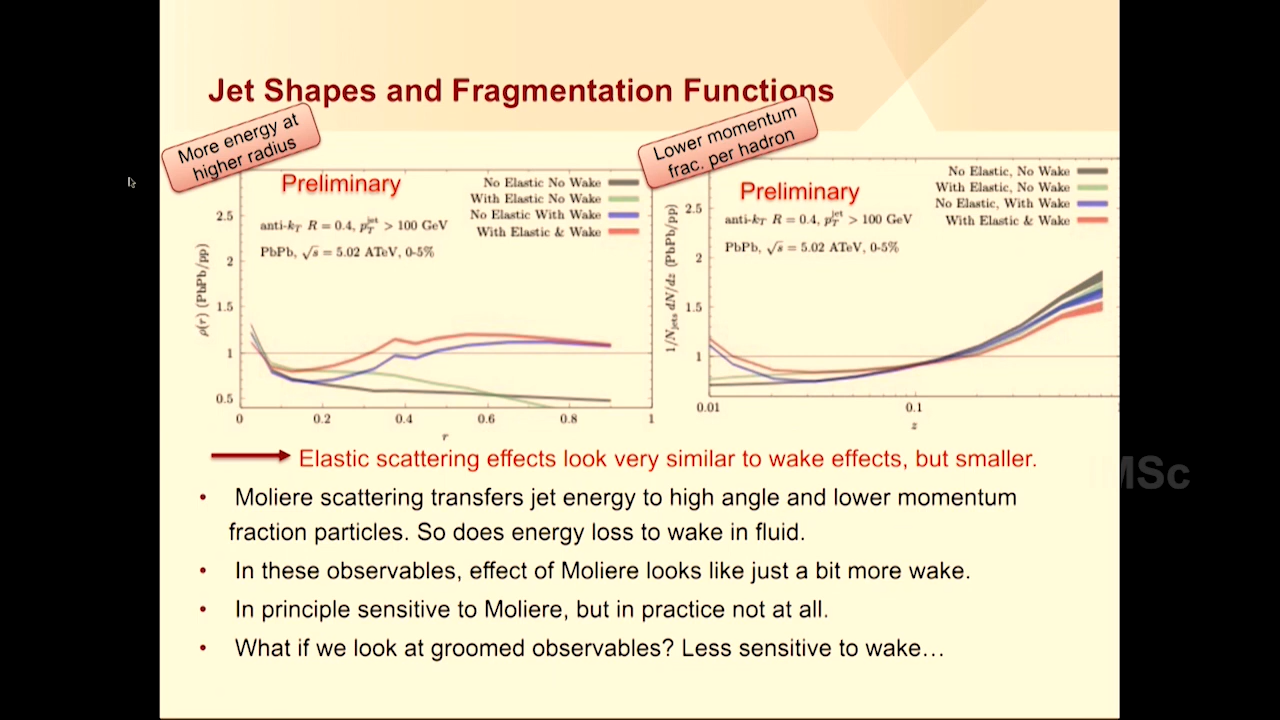 Jet Shapes and Fragmentation Functions
More energy at
higher radius
Lower momentum
frac. per hadron
Preliminary
No Elastic No Wake
With Elastic No Wake
No Elastic With Wake
With Elastic & Wake
anti-k_T R = 0.4, p_T^jet > 100 GeV
PbPb, √s = 5.02 ATeV, 0-5%
ρ(r) (PbPb/pp)
2.5
2
1.5
1
0.5
0 0.2 0.4 0.6 0.8 1
r
Preliminary
No Elastic, No Wake
With Elastic, No Wake
No Elastic, With Wake
With Elastic & Wake
anti-k_T R = 0.4, p_T^jet > 100 GeV
PbPb, √s = 5.02 ATeV, 0-5%
1/N_jets dN/dz (PbPb/pp)
2.5
2
1.5
1
0.01 0.1
z
Elastic scattering effects look very similar to wake effects, but smaller.
• Moliere scattering transfers jet energy to high angle and lower momentum
fraction particles. So does energy loss to wake in fluid.
• In these observables, effect of Moliere looks like just a bit more wake.
• In principle sensitive to Moliere, but in practice not at all.
• What if we look at groomed observables? Less sensitive to wake…
IMSc